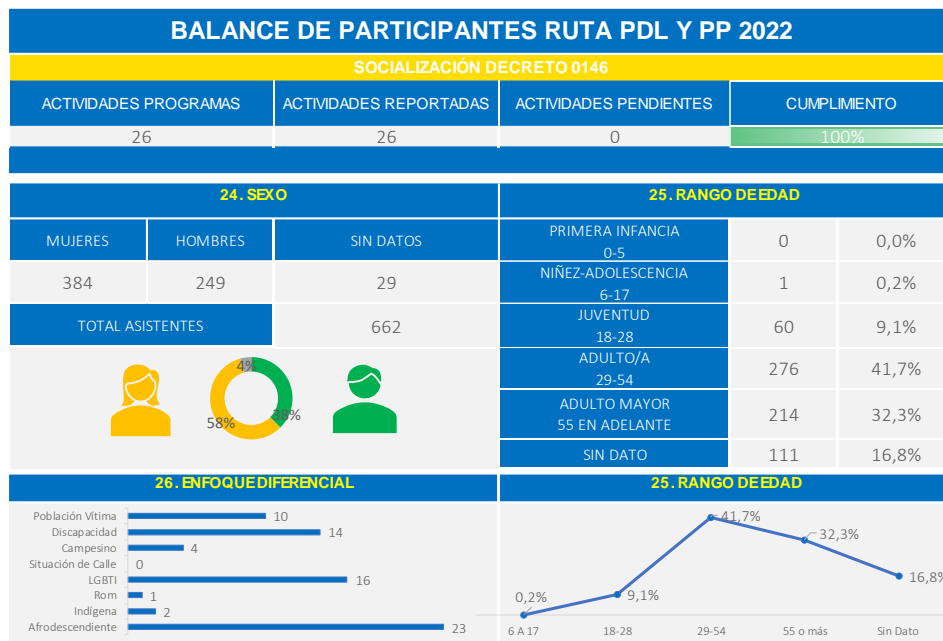 BALANCE DE PARTICIPANTES RUTA PDL Y PP 2022
SOCIALIZACIÓN DECRETO 0146
ACTIVIDADES PROGRAMAS ACTIVIDADES REPORTADAS ACTIVIDADES PENDIENTES CUMPLIMIENTO
26 26 0 100%
24. SEXO
MUJERES HOMBRES SIN DATOS
384 249 29
TOTAL ASISTENTES 662
4%
58% 38%
25. RANGO DE EDAD
PRIMERA INFANCIA
0-5
0 0,0%
NIÑEZ-ADOLESCENCIA
6-17
1 0,2%
JUVENTUD
18-28
60 9,1%
ADULTO/A
29-54
276 41,7%
ADULTO MAYOR
55 EN ADELANTE
214 32,3%
SIN DATO 111 16,8%
26. ENFOQUE DIFERENCIAL
Población Vítima 10
Discapacidad 14
Campesino 4
Situación de Calle 0
LGBTI 16
Rom 1
Indígena 2
Afrodescendiente 23
25. RANGO DE EDAD
41,7%
32,3%
16,8%
9,1%
0,2%
6 A 17 18-28 29-54 55 o más Sin Dato